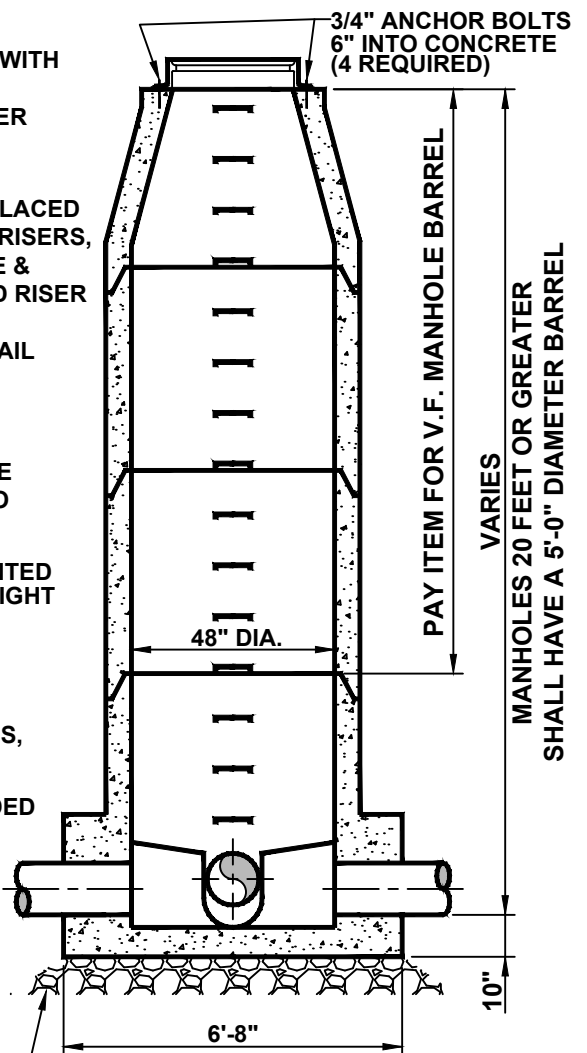 WITH
ER
LACED
RISERS,
E &
D RISER
AIL
E
D
ITED
IGHT
S,
DED
3/4" ANCHOR BOLTS
6" INTO CONCRETE
(4 REQUIRED)
PAY ITEM FOR V.F. MANHOLE BARREL
VARIES
MANHOLES 20 FEET OR GREATER
SHALL HAVE A 5'-0" DIAMETER BARREL
48" DIA.
10"
6'-8"